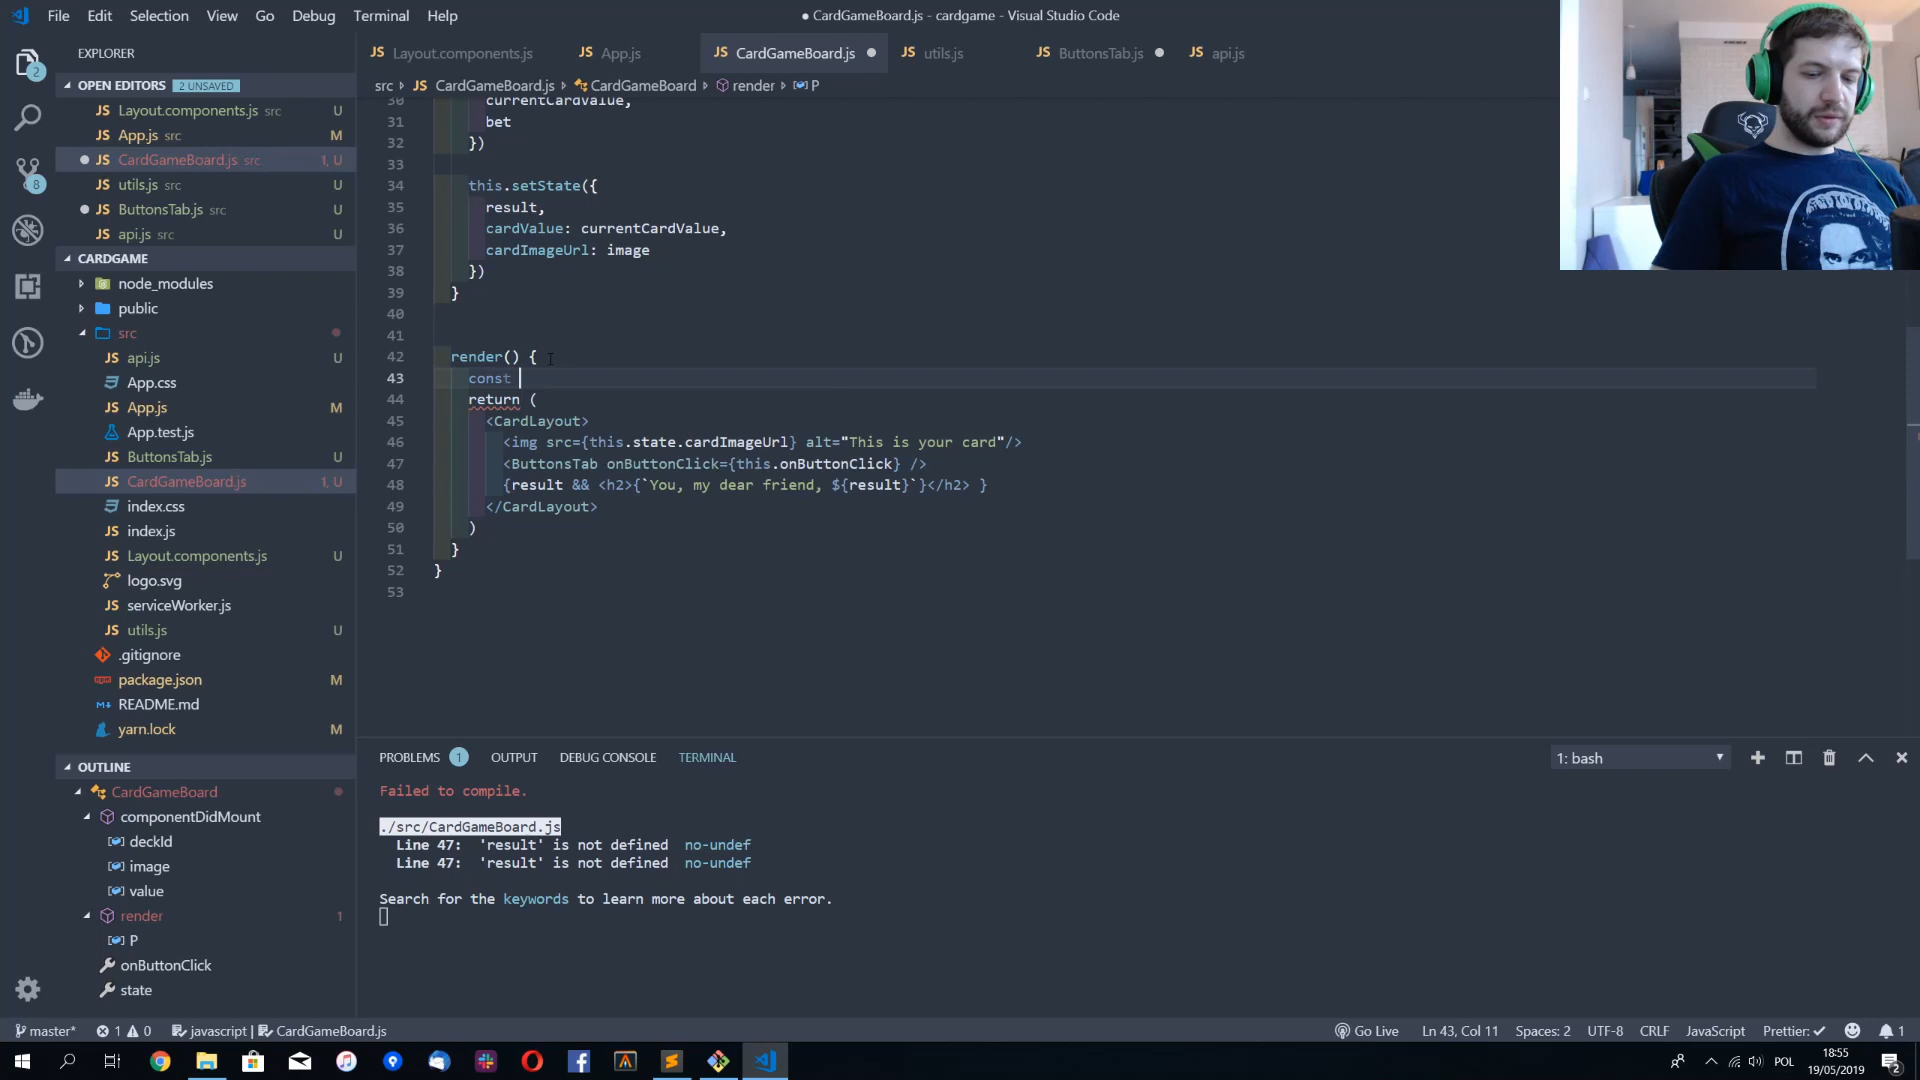 File Edit Selection View Go Debug Terminal Help
● CardGameBoard.js - cardgame - Visual Studio Code
EXPLORER
OPEN EDITORS 2 UNSAVED
JS Layout.components.js src U
JS App.js src M
JS CardGameBoard.js src 1, U
JS utils.js src U
JS ButtonsTab.js src U
JS api.js src U
CARDGAME
node_modules
public
src
JS api.js U
App.css
JS App.js M
App.test.js
JS ButtonsTab.js U
JS CardGameBoard.js 1, U
index.css
JS index.js
JS Layout.components.js U
logo.svg
JS serviceWorker.js
JS utils.js U
.gitignore
package.json M
README.md
yarn.lock M
OUTLINE
CardGameBoard
componentDidMount
deckId
image
value
render 1
P
onButtonClick
state
2
8
JS Layout.components.js JS App.js JS CardGameBoard.js JS utils.js JS ButtonsTab.js JS api.js
src > JS CardGameBoard.js > CardGameBoard > render > P
30 currentCardValue,
31 bet
32 })
33
34 this.setState({
35 result,
36 cardValue: currentCardValue,
37 cardImageUrl: image
38 })
39 }
40
41
42 render() {
43 const
44 return (
45 <CardLayout>
46 <img src={this.state.cardImageUrl} alt="This is your card"/>
47 <ButtonsTab onButtonClick={this.onButtonClick} />
48 {result && <h2>{`You, my dear friend, ${result}`}</h2> }
49 </CardLayout>
50 )
51 }
52 }
53
PROBLEMS 1 OUTPUT DEBUG CONSOLE TERMINAL 1: bash
Failed to compile.
./src/CardGameBoard.js
Line 47: 'result' is not defined no-undef
Line 47: 'result' is not defined no-undef
Search for the keywords to learn more about each error.
master* 1 0 javascript | CardGameBoard.js Go Live Ln 43, Col 11 Spaces: 2 UTF-8 CRLF JavaScript Prettier: ✓ 1
POL 18:55
19/05/2019 2